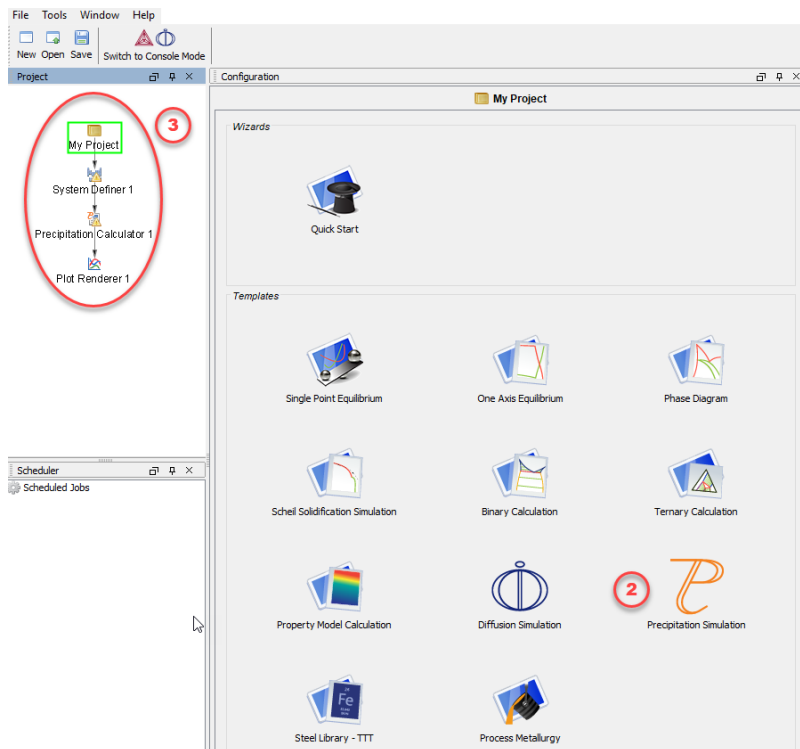 File Tools Window Help
New Open Save Switch to Console Mode
Project
Configuration
My Project
3
My Project
System Definer 1
Precipitation Calculator 1
Plot Renderer 1
Wizards
Quick Start
Templates
Single Point Equilibrium
One Axis Equilibrium
Phase Diagram
Scheil Solidification Simulation
Binary Calculation
Ternary Calculation
Property Model Calculation
Diffusion Simulation
2
Precipitation Simulation
Fe
Steel Library - TTT
Process Metallurgy
Scheduler
Scheduled Jobs